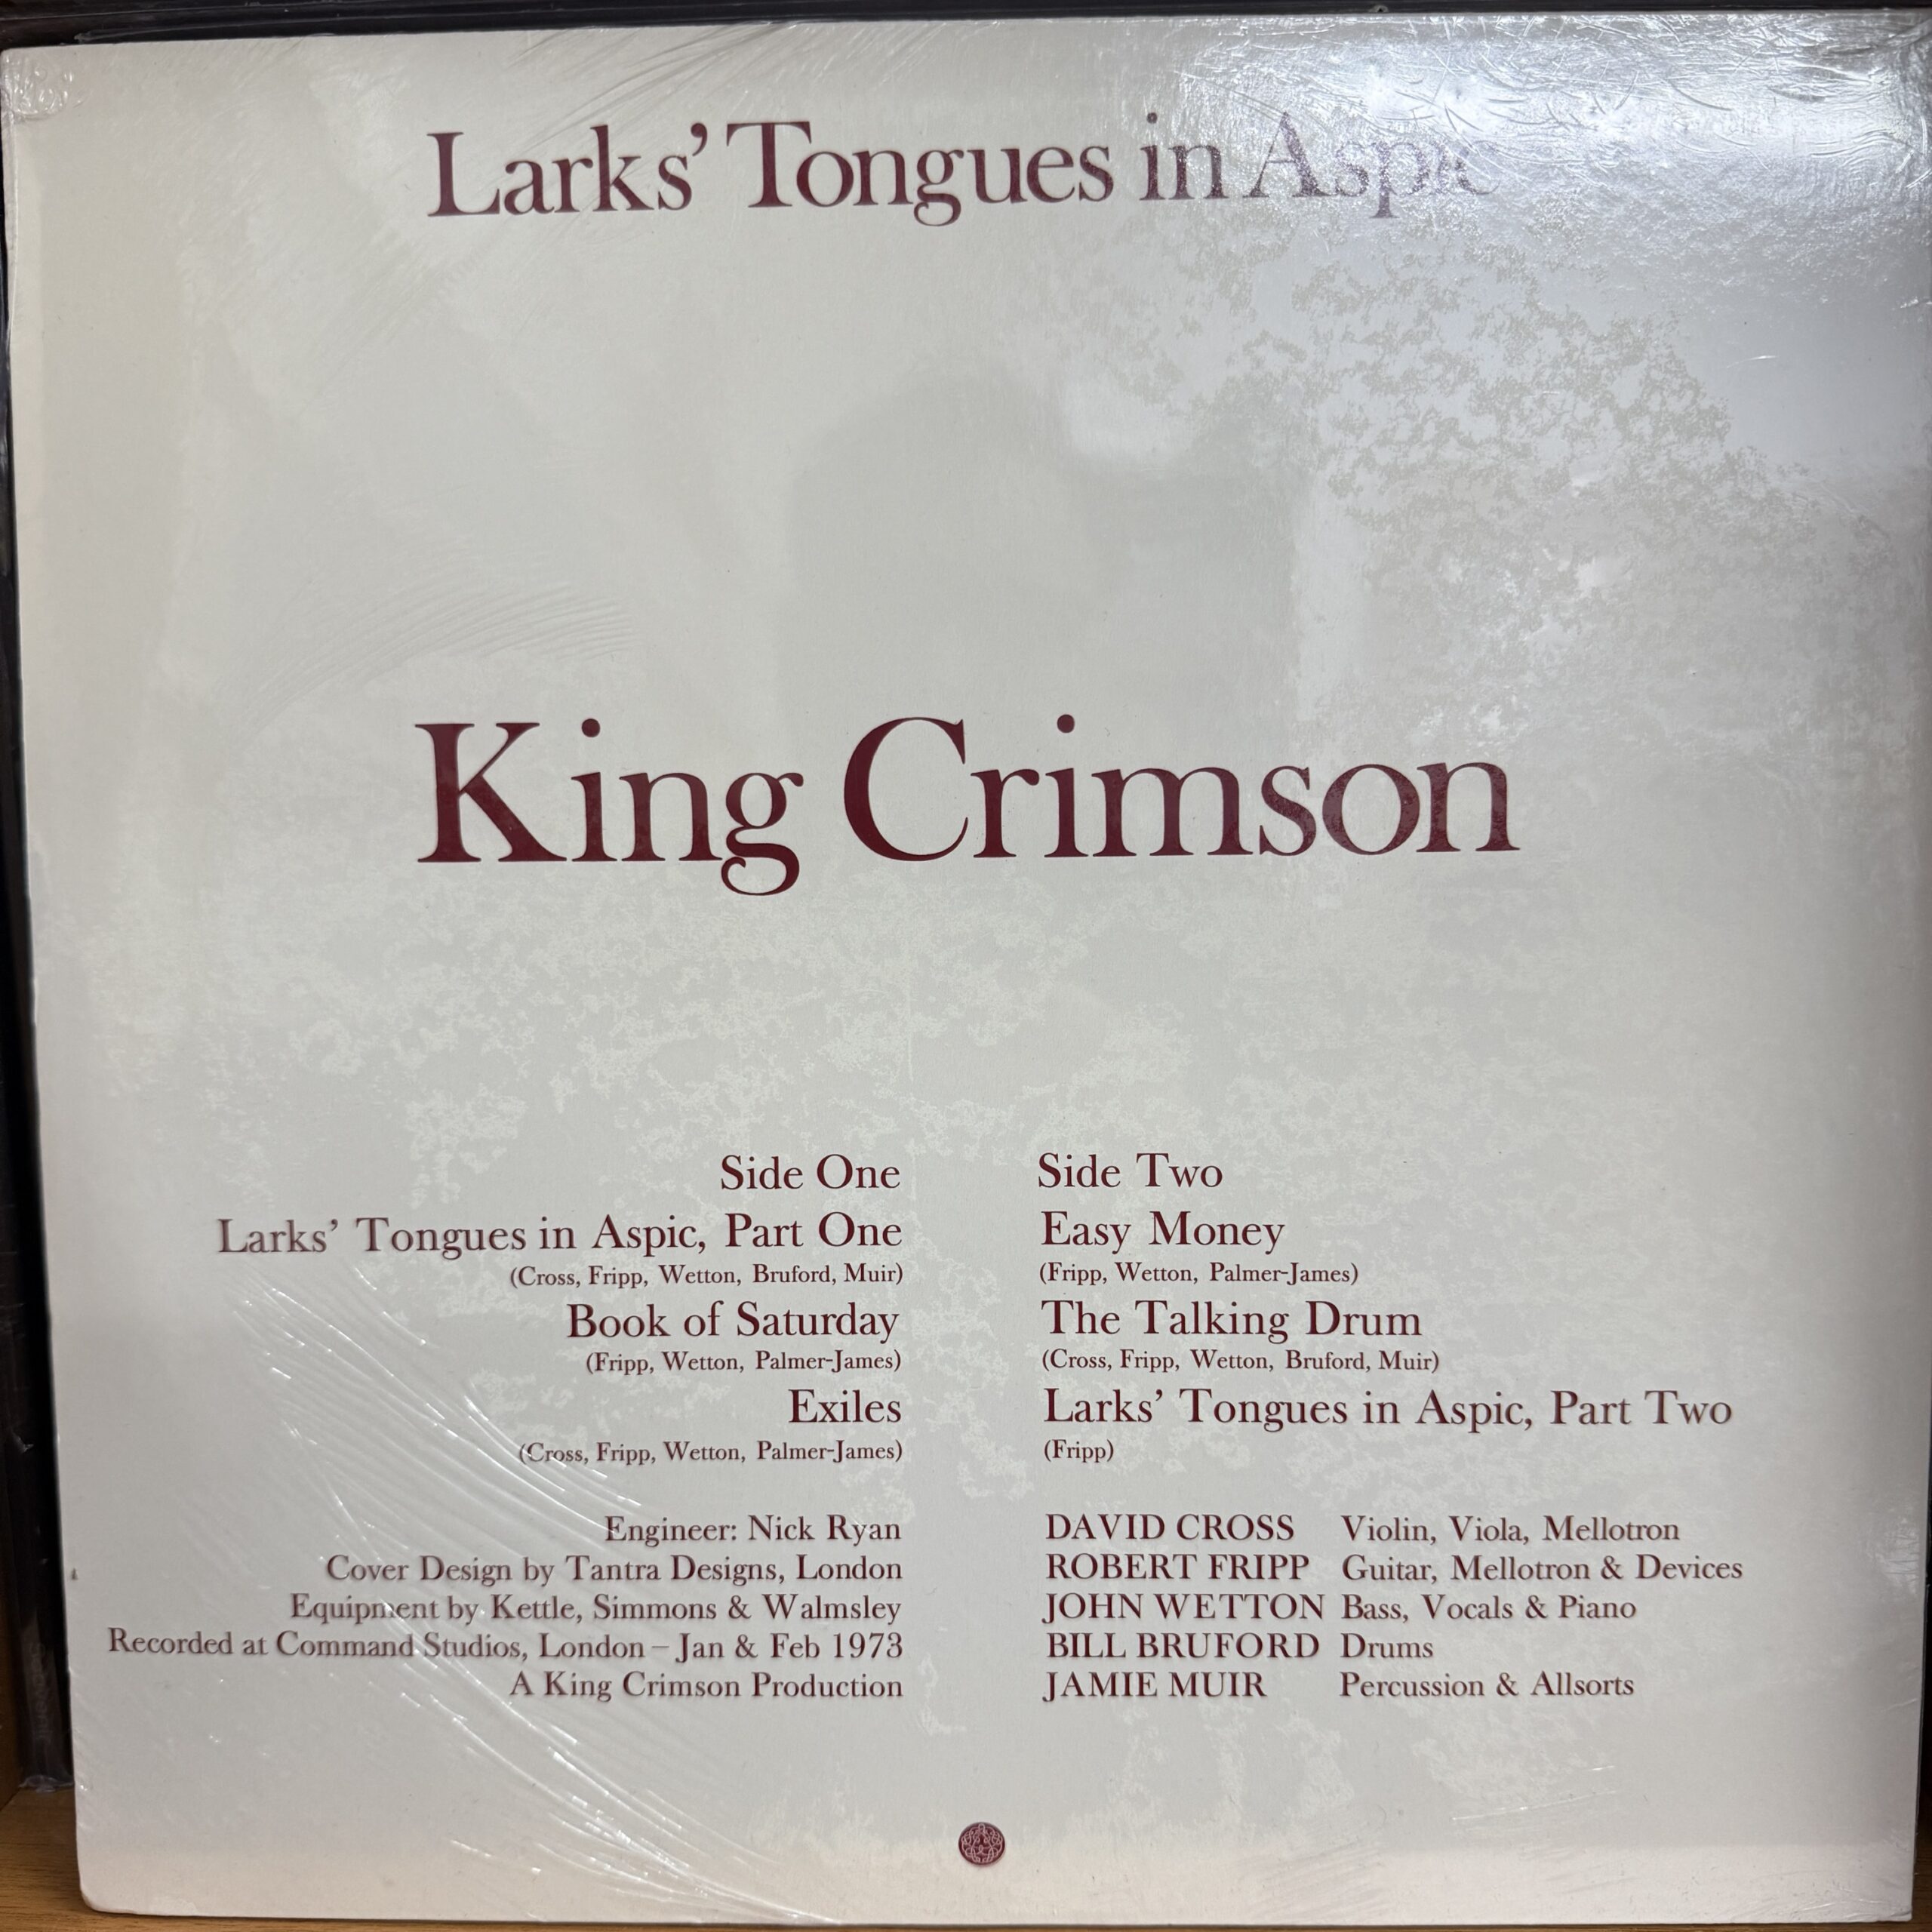 Larks' Tongues in Aspic
King Crimson
Side One
Larks' Tongues in Aspic, Part One
(Cross, Fripp, Wetton, Bruford, Muir)
Book of Saturday
(Fripp, Wetton, Palmer-James)
Exiles
(Cross, Fripp, Wetton, Palmer-James)
Side Two
Easy Money
(Fripp, Wetton, Palmer-James)
The Talking Drum
(Cross, Fripp, Wetton, Bruford, Muir)
Larks' Tongues in Aspic, Part Two
(Fripp)
Engineer: Nick Ryan
Cover Design by Tantra Designs, London
Equipment by Kettle, Simmons & Walmsley
Recorded at Command Studios, London – Jan & Feb 1973
A King Crimson Production
DAVID CROSS Violin, Viola, Mellotron
ROBERT FRIPP Guitar, Mellotron & Devices
JOHN WETTON Bass, Vocals & Piano
BILL BRUFORD Drums
JAMIE MUIR Percussion & Allsorts